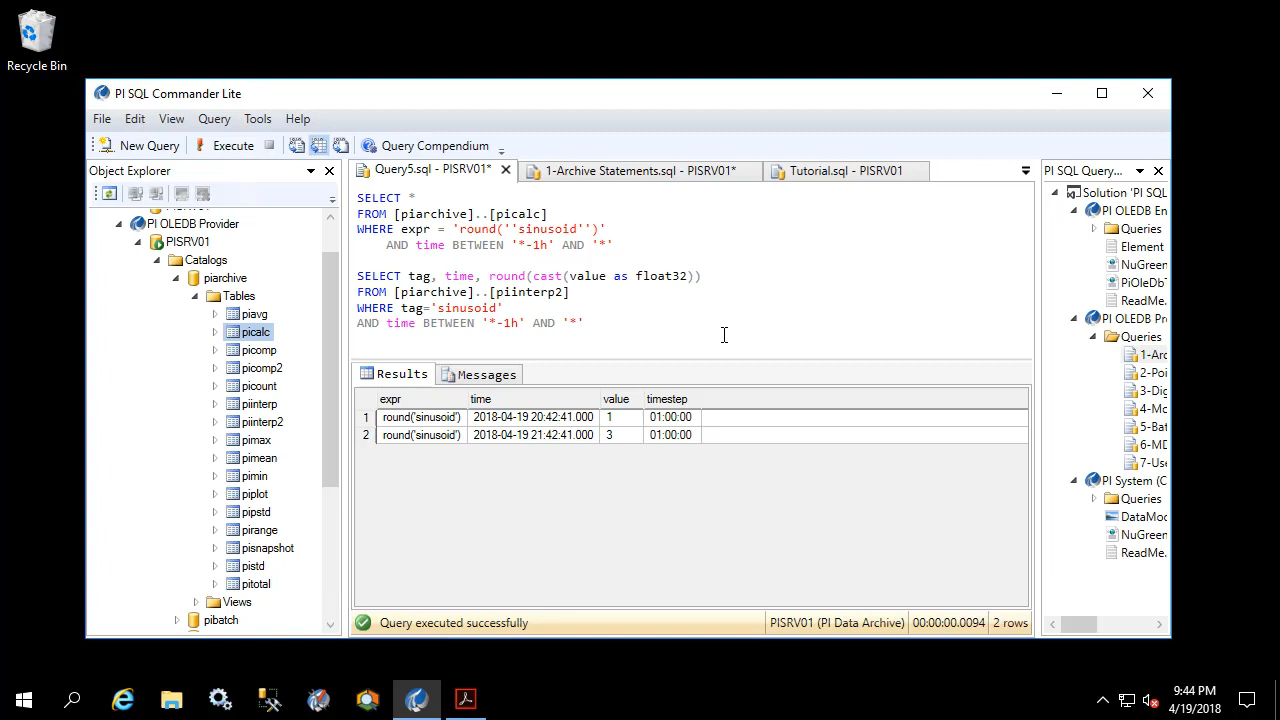 Recycle Bin
PI SQL Commander Lite
File Edit View Query Tools Help
New Query Execute Query Compendium
Object Explorer
PI OLEDB Provider
PISRV01
Catalogs
piarchive
Tables
piavg
picalc
picomp
picomp2
picount
piinterp
piinterp2
pimax
pimean
pimin
piplot
pipstd
pirange
pisnapshot
pistd
pitotal
Views
pibatch
Query5.sql - PISRV01* 1-Archive Statements.sql - PISRV01* Tutorial.sql - PISRV01
SELECT *
FROM [piarchive]..[picalc]
WHERE expr = 'round(''sinusoid'')'
AND time BETWEEN '*-1h' AND '*'
SELECT tag, time, round(cast(value as float32))
FROM [piarchive]..[piinterp2]
WHERE tag='sinusoid'
AND time BETWEEN '*-1h' AND '*'
Results Messages
expr time value timestep
1 round('sinusoid') 2018-04-19 20:42:41.000 1 01:00:00
2 round('sinusoid') 2018-04-19 21:42:41.000 3 01:00:00
Query executed successfully PISRV01 (PI Data Archive) 00:00:00.0094 2 rows
PI SQL Query...
Solution 'PI SQL
PI OLEDB En
Queries
Element
NuGreen
PiOleDb
ReadMe.
PI OLEDB Pr
Queries
1-Arc
2-Poi
3-Dig
4-Mc
5-Bat
6-MD
7-Use
PI System (C
Queries
DataMod
NuGreen
ReadMe.
9:44 PM
4/19/2018